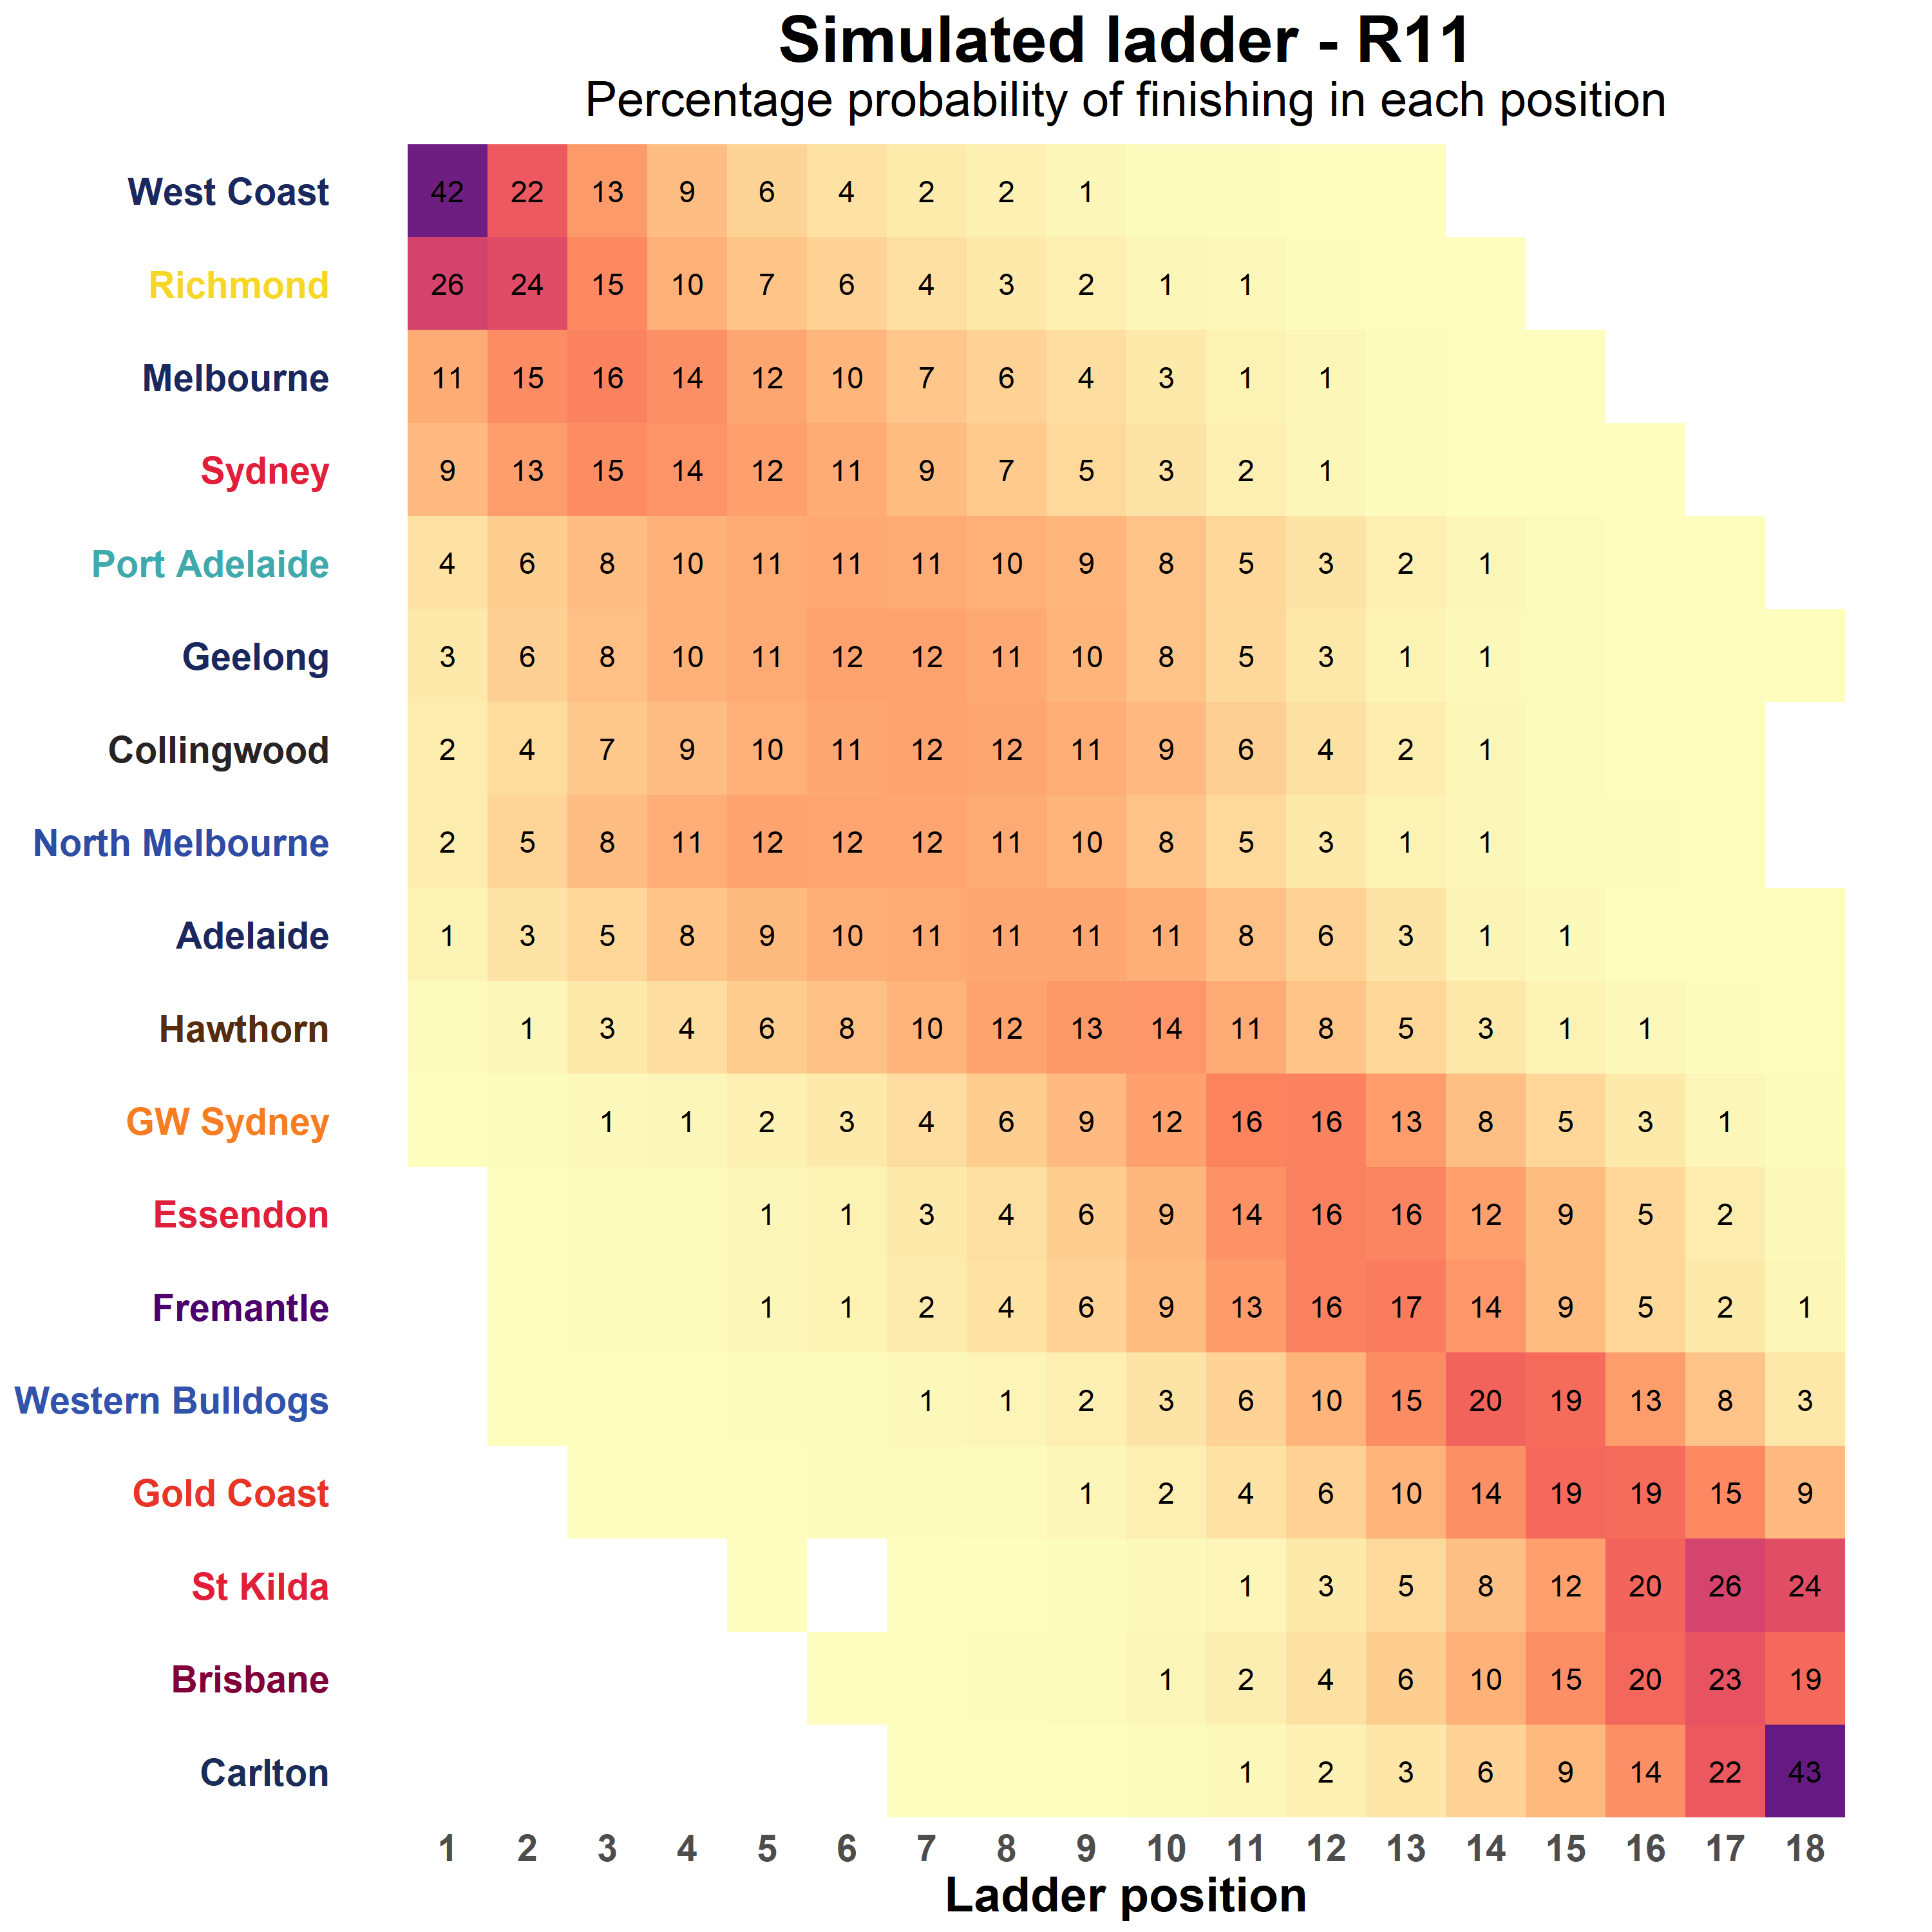 Simulated ladder - R11
Percentage probability of finishing in each position
West Coast 42 22 13 9 6 4 2 2 1
Richmond 26 24 15 10 7 6 4 3 2 1 1
Melbourne 11 15 16 14 12 10 7 6 4 3 1 1
Sydney 9 13 15 14 12 11 9 7 5 3 2 1
Port Adelaide 4 6 8 10 11 11 11 10 9 8 5 3 2 1
Geelong 3 6 8 10 11 12 12 11 10 8 5 3 1 1
Collingwood 2 4 7 9 10 11 12 12 11 9 6 4 2 1
North Melbourne 2 5 8 11 12 12 12 11 10 8 5 3 1 1
Adelaide 1 3 5 8 9 10 11 11 11 11 8 6 3 1 1
Hawthorn 1 3 4 6 8 10 12 13 14 11 8 5 3 1 1
GW Sydney 1 1 2 3 4 6 9 12 16 16 13 8 5 3 1
Essendon 1 1 3 4 6 9 14 16 16 12 9 5 2
Fremantle 1 1 2 4 6 9 13 16 17 14 9 5 2 1
Western Bulldogs 1 1 2 3 6 10 15 20 19 13 8 3
Gold Coast 1 2 4 6 10 14 19 19 15 9
St Kilda 1 3 5 8 12 20 26 24
Brisbane 1 2 4 6 10 15 20 23 19
Carlton 1 2 3 6 9 14 22 43
1 2 3 4 5 6 7 8 9 10 11 12 13 14 15 16 17 18
Ladder position